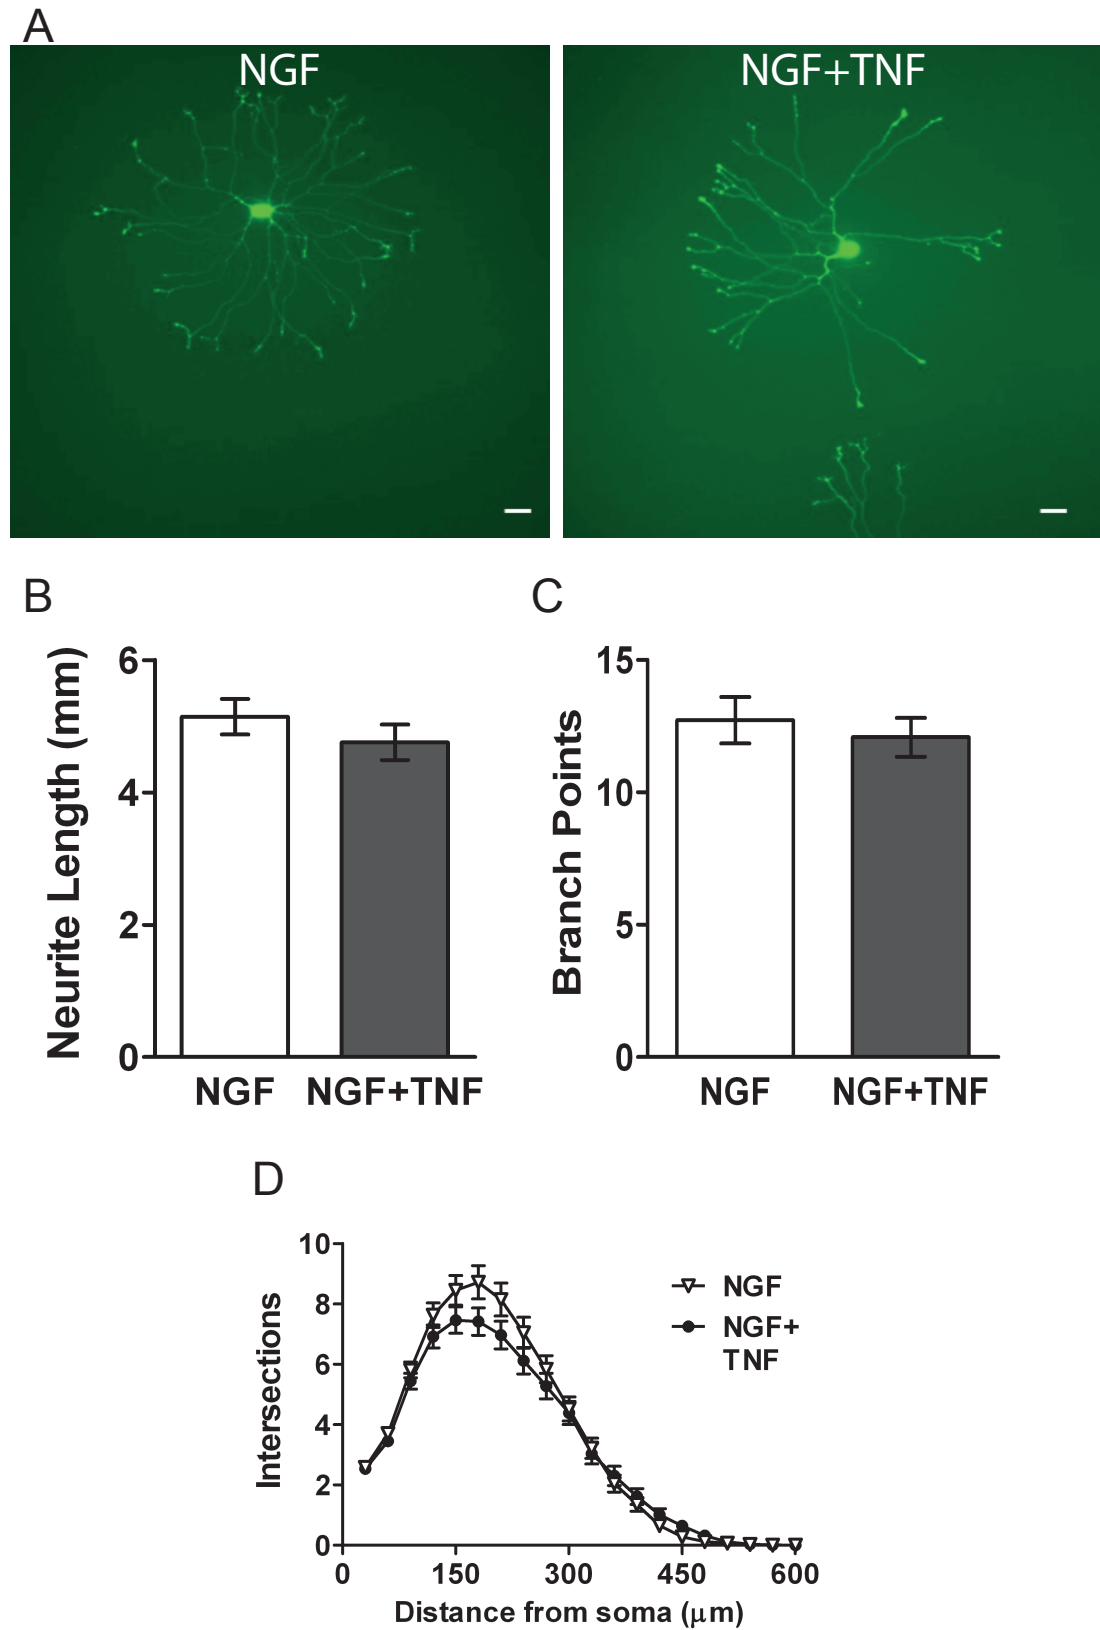 A
NGF
NGF+TNF
B
C
Neurite Length (mm)
6
4
2
0
NGF
NGF+TNF
Branch Points
15
10
5
0
NGF
NGF+TNF
D
Intersections
10
8
6
4
2
0
0
150
300
450
600
Distance from soma (μm)
NGF
NGF+
TNF